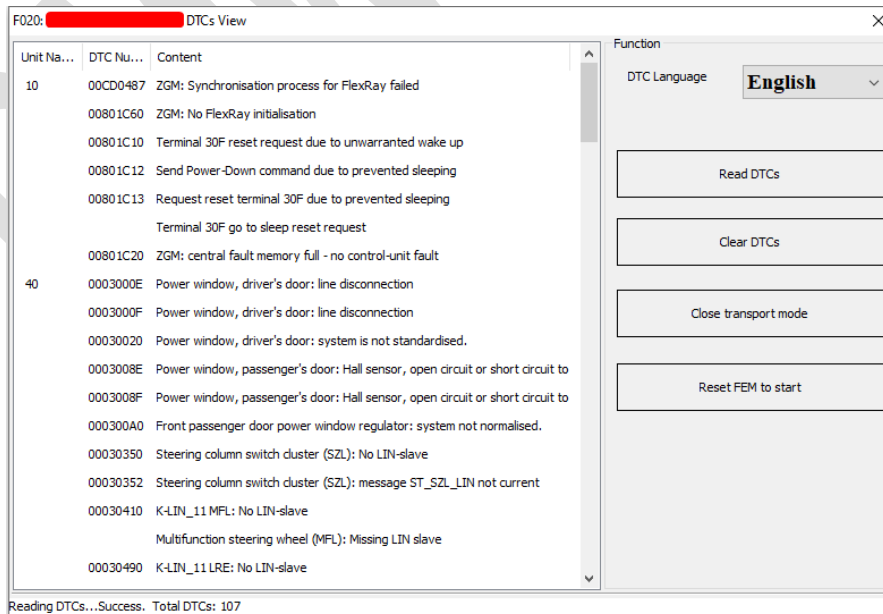 F020: DTCs View
Unit Na... DTC Nu... Content
10 00CD0487 ZGM: Synchronisation process for FlexRay failed
00801C60 ZGM: No FlexRay initialisation
00801C10 Terminal 30F reset request due to unwarranted wake up
00801C12 Send Power-Down command due to prevented sleeping
00801C13 Request reset terminal 30F due to prevented sleeping
Terminal 30F go to sleep reset request
00801C20 ZGM: central fault memory full - no control-unit fault
40 0003000E Power window, driver's door: line disconnection
0003000F Power window, driver's door: line disconnection
00030020 Power window, driver's door: system is not standardised.
0003008E Power window, passenger's door: Hall sensor, open circuit or short circuit to
0003008F Power window, passenger's door: Hall sensor, open circuit or short circuit to
000300A0 Front passenger door power window regulator: system not normalised.
00030350 Steering column switch cluster (SZL): No LIN-slave
00030352 Steering column switch cluster (SZL): message ST_SZL_LIN not current
00030410 K-LIN_11 MFL: No LIN-slave
Multifunction steering wheel (MFL): Missing LIN slave
00030490 K-LIN_11 LRE: No LIN-slave
Function
DTC Language English
Read DTCs
Clear DTCs
Close transport mode
Reset FEM to start
Reading DTCs...Success. Total DTCs: 107